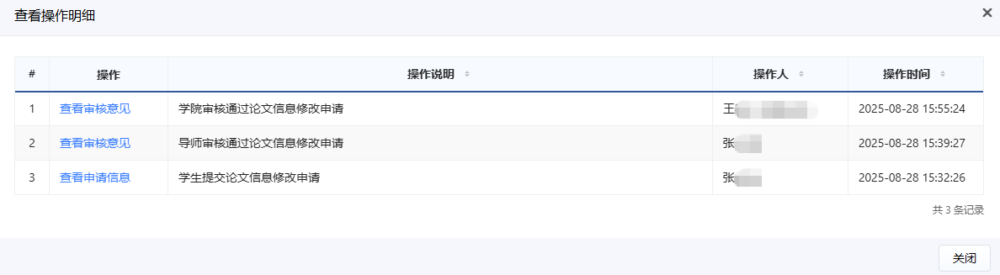 查看操作明细
# 操作 操作说明 操作人 操作时间
1 查看审核意见 学院审核通过论文信息修改申请 王 2025-08-28 15:55:24
2 查看审核意见 导师审核通过论文信息修改申请 张 2025-08-28 15:39:27
3 查看申请信息 学生提交论文信息修改申请 张 2025-08-28 15:32:26
共 3 条记录
关闭